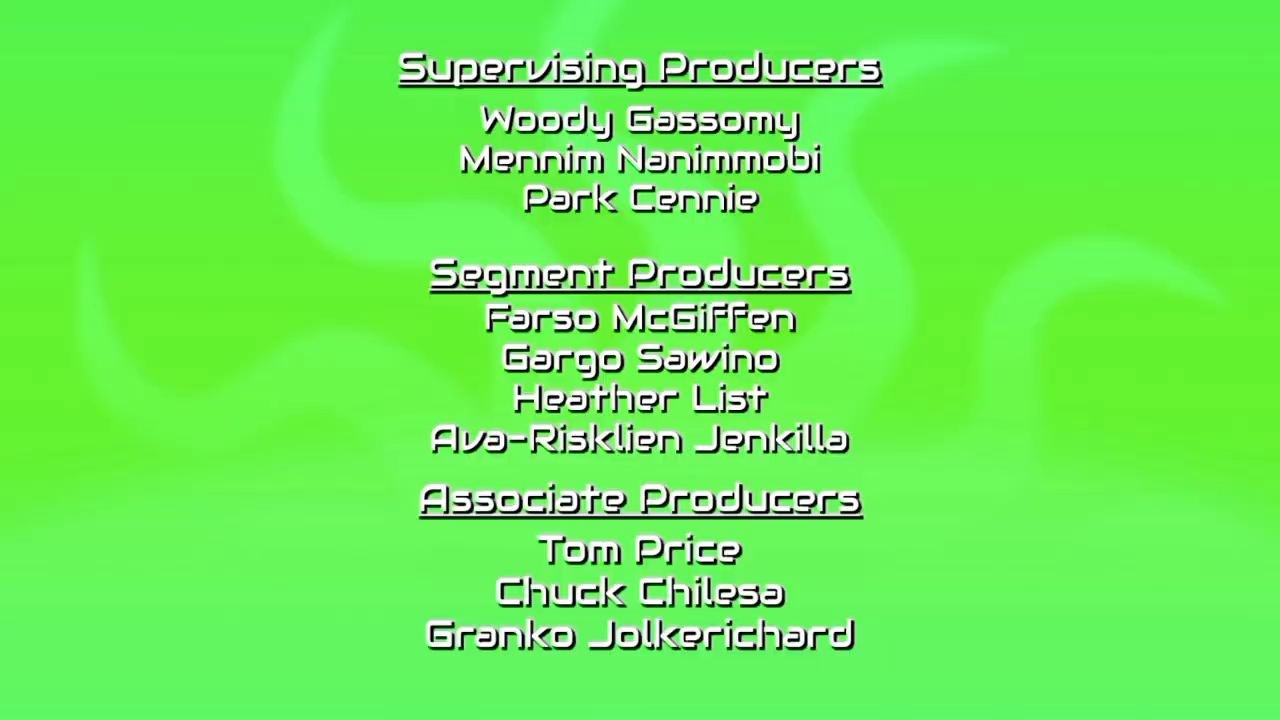 Supervising Producers
Woody Gassomy
Mennim Nanimmobi
Park Cennie
Segment Producers
Farso McGiffen
Gargo Sawino
Heather List
Ava-Risklien Jenkilla
Associate Producers
Tom Price
Chuck Chilesa
Granko Jolkerichard